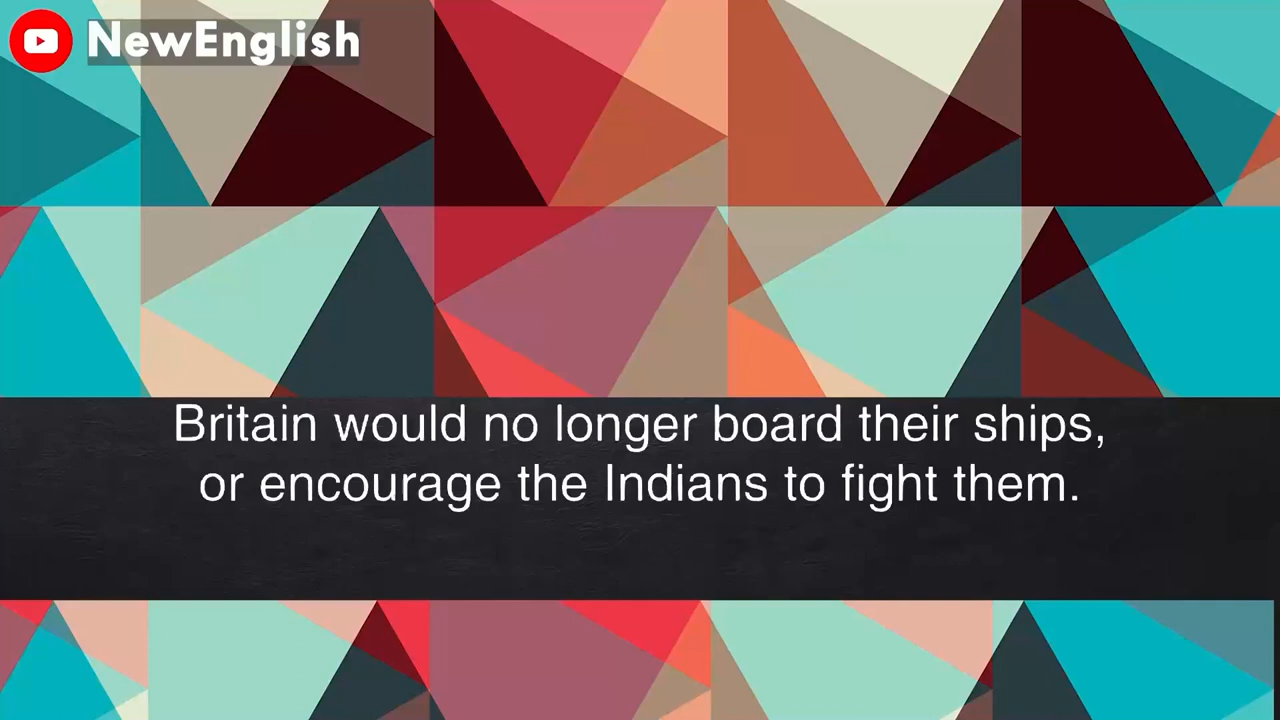 NewEnglish
Britain would no longer board their ships,
or encourage the Indians to fight them.